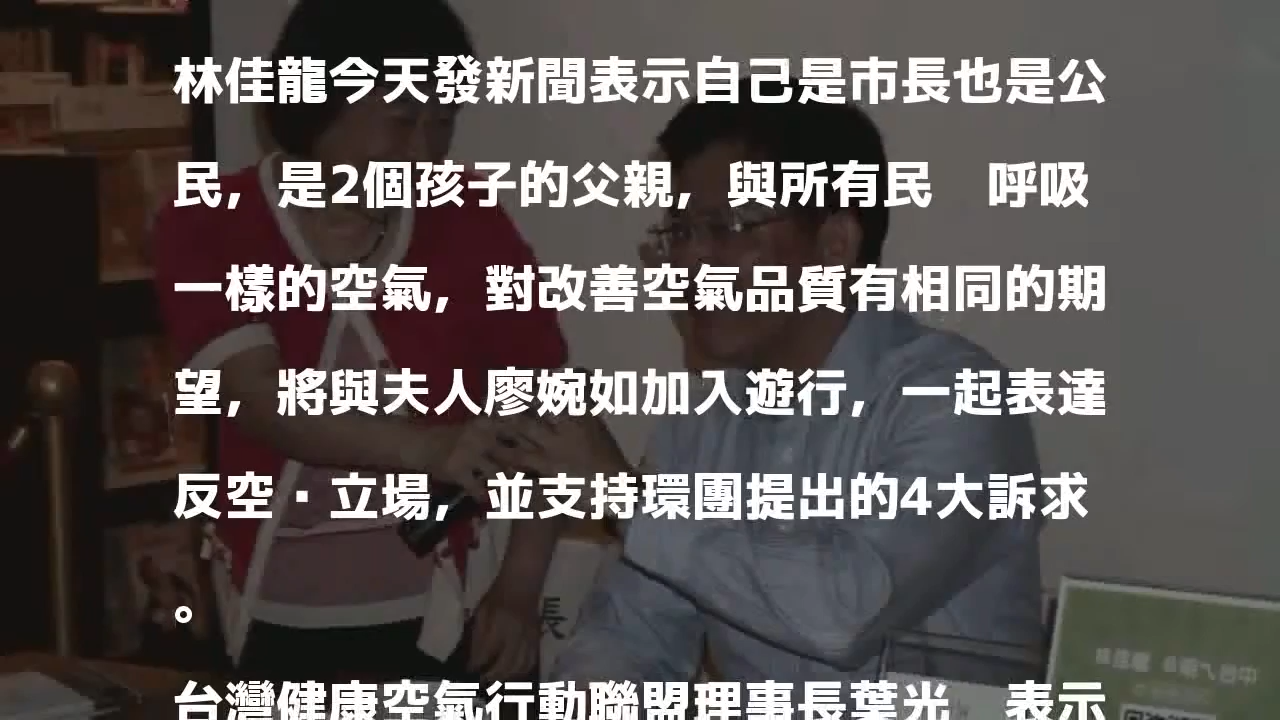 林佳龍今天發新聞表示自己是市長也是公
民，是2個孩子的父親，與所有民　呼吸
一樣的空氣，對改善空氣品質有相同的期
望，將與夫人廖婉如加入遊行，一起表達
反空·立場，並支持環團提出的4大訴求
。
台灣健康空氣行動聯盟理事長葉光　表示
長